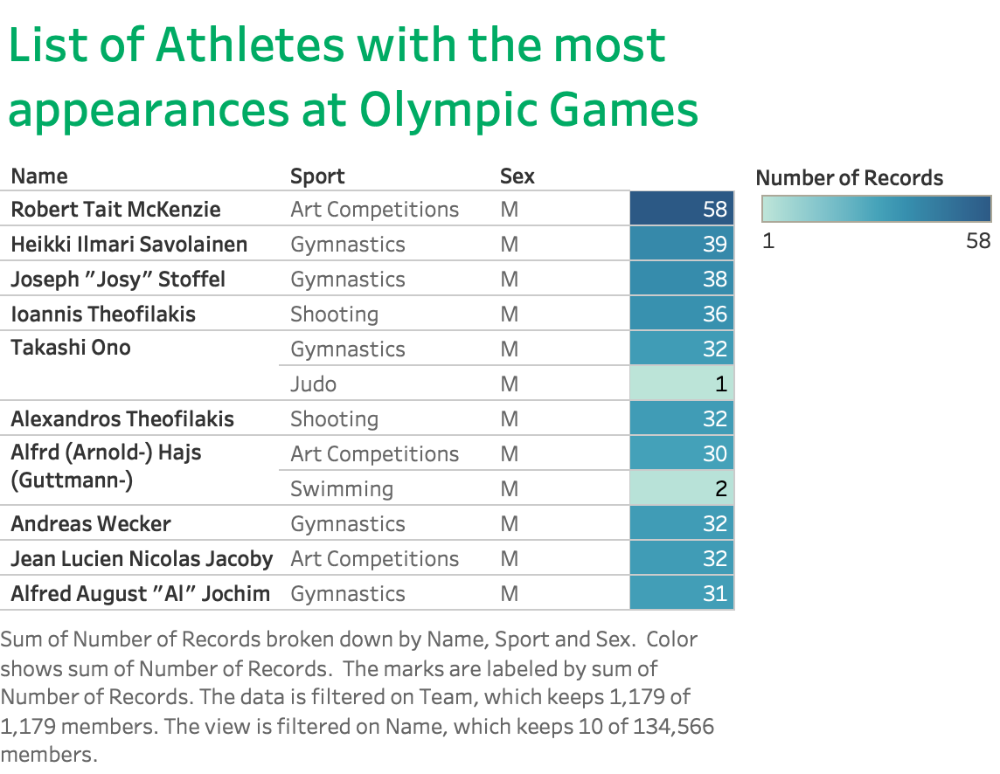 List of Athletes with the most
appearances at Olympic Games
Name Sport Sex
Number of Records
1 58
Robert Tait McKenzie Art Competitions M 58
Heikki Ilmari Savolainen Gymnastics M 39
Joseph "Josy" Stoffel Gymnastics M 38
Ioannis Theofilakis Shooting M 36
Takashi Ono Gymnastics M 32
Judo M 1
Alexandros Theofilakis Shooting M 32
Alfrd (Arnold-) Hajs Art Competitions M 30
(Guttmann-) Swimming M 2
Andreas Wecker Gymnastics M 32
Jean Lucien Nicolas Jacoby Art Competitions M 32
Alfred August "Al" Jochim Gymnastics M 31
Sum of Number of Records broken down by Name, Sport and Sex. Color
shows sum of Number of Records. The marks are labeled by sum of
Number of Records. The data is filtered on Team, which keeps 1,179 of
1,179 members. The view is filtered on Name, which keeps 10 of 134,566
members.